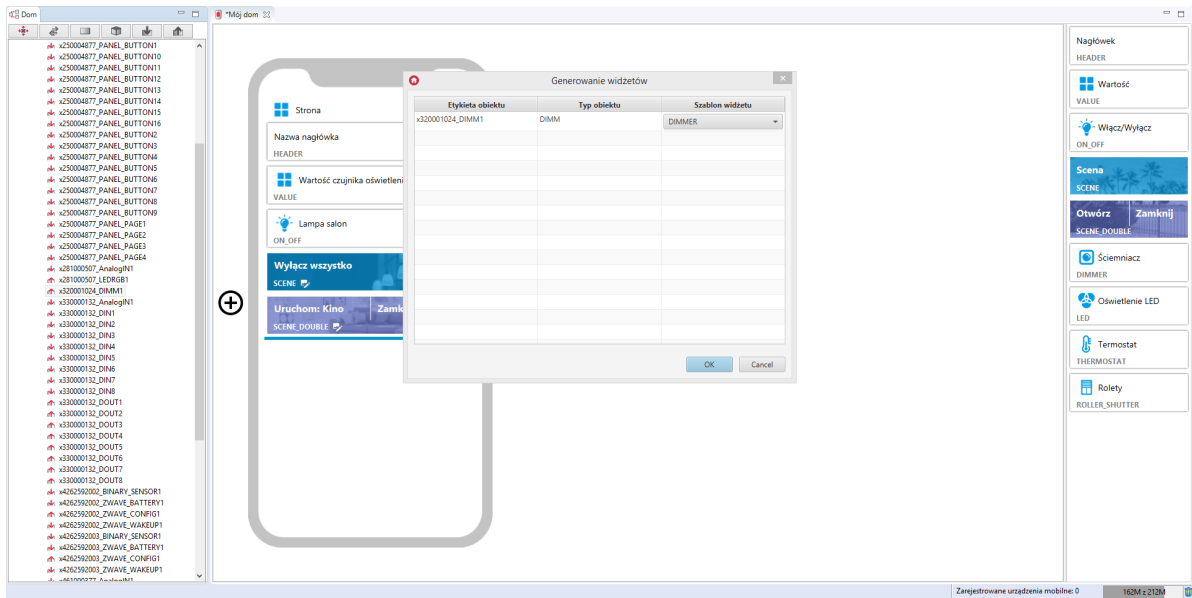 Dom
*Mój dom
x250004877_PANEL_BUTTON1
x250004877_PANEL_BUTTON10
x250004877_PANEL_BUTTON11
x250004877_PANEL_BUTTON12
x250004877_PANEL_BUTTON13
x250004877_PANEL_BUTTON14
x250004877_PANEL_BUTTON15
x250004877_PANEL_BUTTON16
x250004877_PANEL_BUTTON2
x250004877_PANEL_BUTTON3
x250004877_PANEL_BUTTON4
x250004877_PANEL_BUTTON5
x250004877_PANEL_BUTTON6
x250004877_PANEL_BUTTON7
x250004877_PANEL_BUTTON8
x250004877_PANEL_BUTTON9
x250004877_PANEL_PAGE1
x250004877_PANEL_PAGE2
x250004877_PANEL_PAGE3
x250004877_PANEL_PAGE4
x281000507_AnalogIN1
x281000507_LEDRGB1
x320001024_DIMM1
x330000132_AnalogIN1
x330000132_DIN1
x330000132_DIN2
x330000132_DIN3
x330000132_DIN4
x330000132_DIN5
x330000132_DIN6
x330000132_DIN7
x330000132_DIN8
x330000132_DOUT1
x330000132_DOUT2
x330000132_DOUT3
x330000132_DOUT4
x330000132_DOUT5
x330000132_DOUT6
x330000132_DOUT7
x330000132_DOUT8
x4262592002_BINARY_SENSOR1
x4262592002_ZWAVE_BATTERY1
x4262592002_ZWAVE_CONFIG1
x4262592002_ZWAVE_WAKEUP1
x4262592003_BINARY_SENSOR1
x4262592003_ZWAVE_BATTERY1
x4262592003_ZWAVE_CONFIG1
x4262592003_ZWAVE_WAKEUP1
x461000377_AnalogIN1
Strona
Nazwa nagłówka
HEADER
Wartość czujnika oświetleni
VALUE
Lampa salon
ON_OFF
Wyłącz wszystko
SCENE
Uruchom: Kino Zamk
SCENE_DOUBLE
Generowanie widżetów
Etykieta obiektu Typ obiektu Szablon widżetu
x320001024_DIMM1 DIMM DIMMER
OK Cancel
Nagłówek
HEADER
Wartość
VALUE
Włącz/Wyłącz
ON_OFF
Scena
SCENE
Otwórz Zamknij
SCENE_DOUBLE
Ściemniacz
DIMMER
Oświetlenie LED
LED
Termostat
THERMOSTAT
Rolety
ROLLER_SHUTTER
Zarejestrowane urządzenia mobilne: 0 162M z 212M